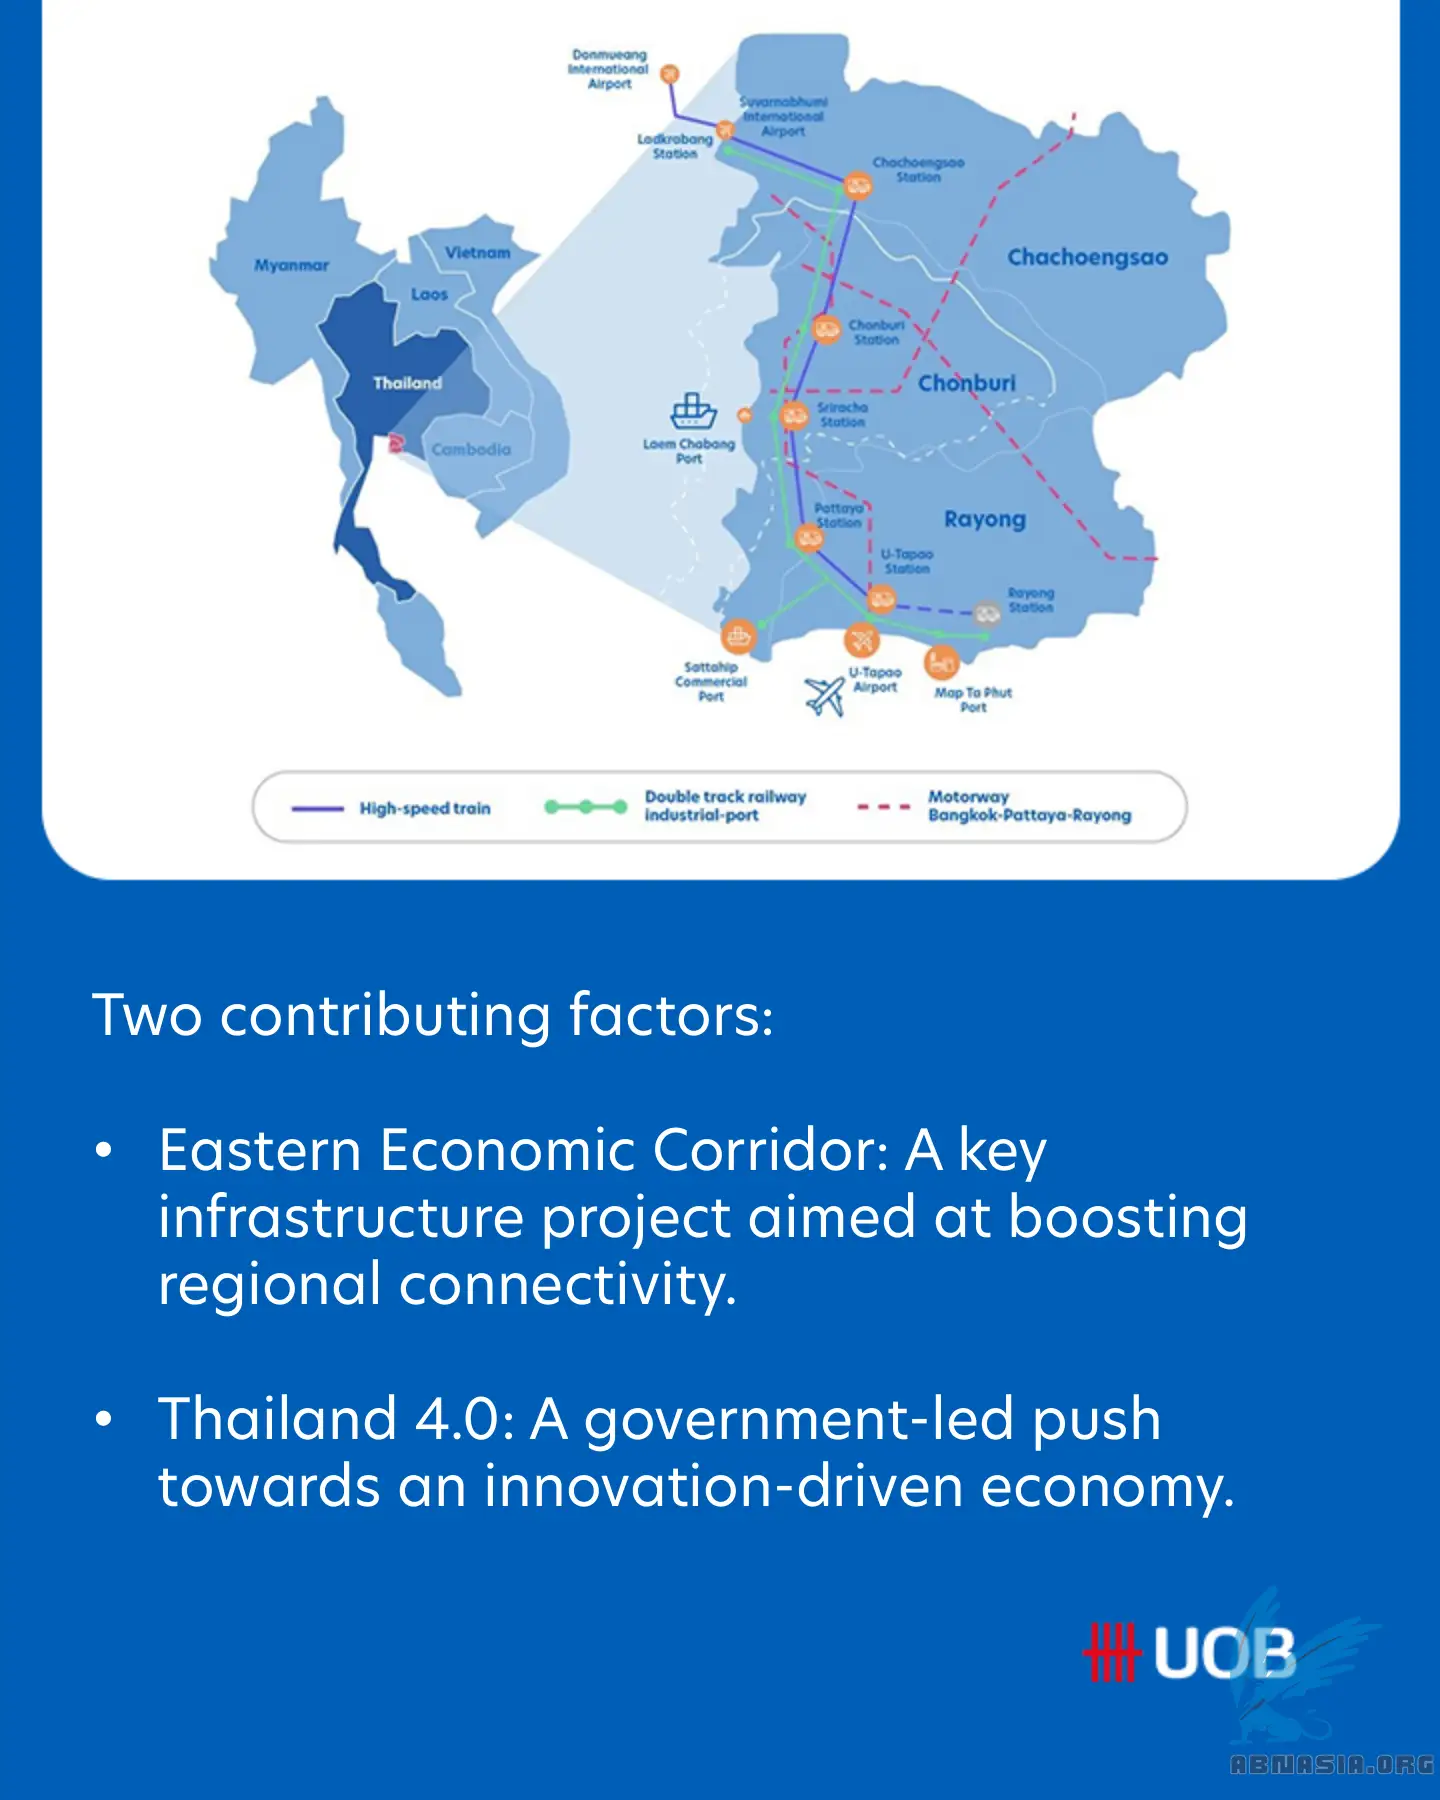 Donmueang
International
Airport
Suvarnabhumi
International
Airport
Ladkrabang
Station
Chachoengsao
Station
Chachoengsao
Myanmar
Vietnam
Laos
Thailand
Cambodia
Chonburi
Station
Chonburi
Sriracha
Station
Laem Chabang
Port
Pattaya
Station
Rayong
U-Tapao
Station
Rayong
Station
Sattahip
Commercial
Port
U-Tapao
Airport
Map Ta Phut
Port
High-speed train
Double track railway
industrial-port
Motorway
Bangkok-Pattaya-Rayong
Two contributing factors:
• Eastern Economic Corridor: A key
infrastructure project aimed at boosting
regional connectivity.
• Thailand 4.0: A government-led push
towards an innovation-driven economy.
UOB
ABNASIA.ORG